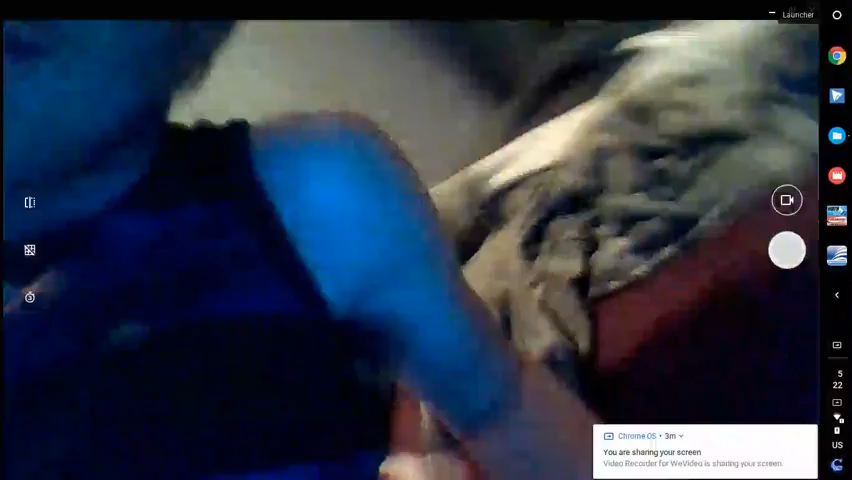 Launcher
5
22
US
Chrome OS • 3m
You are sharing your screen
Video Recorder for WeVideo is sharing your screen.